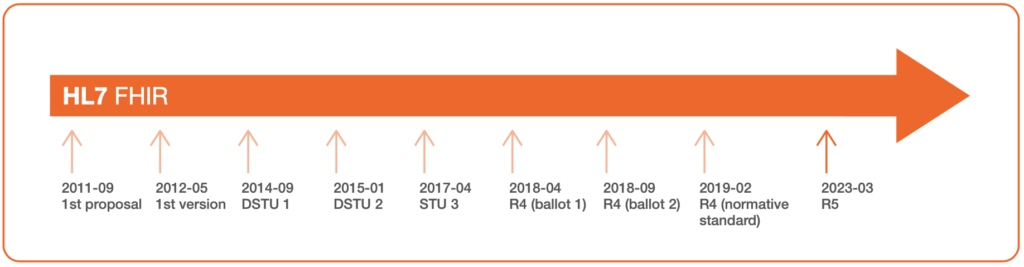 HL7 FHIR
2011-09
1st proposal
2012-05
1st version
2014-09
DSTU 1
2015-01
DSTU 2
2017-04
STU 3
2018-04
R4 (ballot 1)
2018-09
R4 (ballot 2)
2019-02
R4 (normative
standard)
2023-03
R5